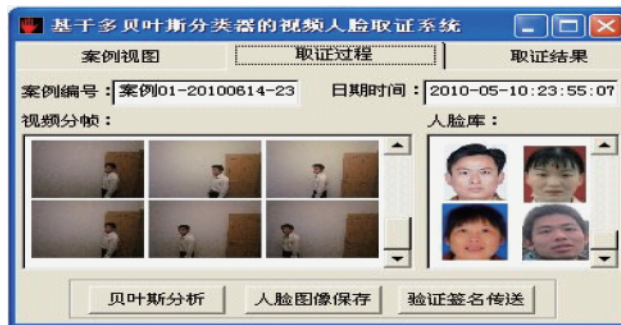 基于多贝叶斯分类器的视频人脸取证系统
案例视图 取证过程 取证结果
案例编号：案例01-20100614-23 日期时间：2010-05-10:23:55:07
视频分帧： 人脸库：
贝叶斯分析 人脸图像保存 验证签名传送